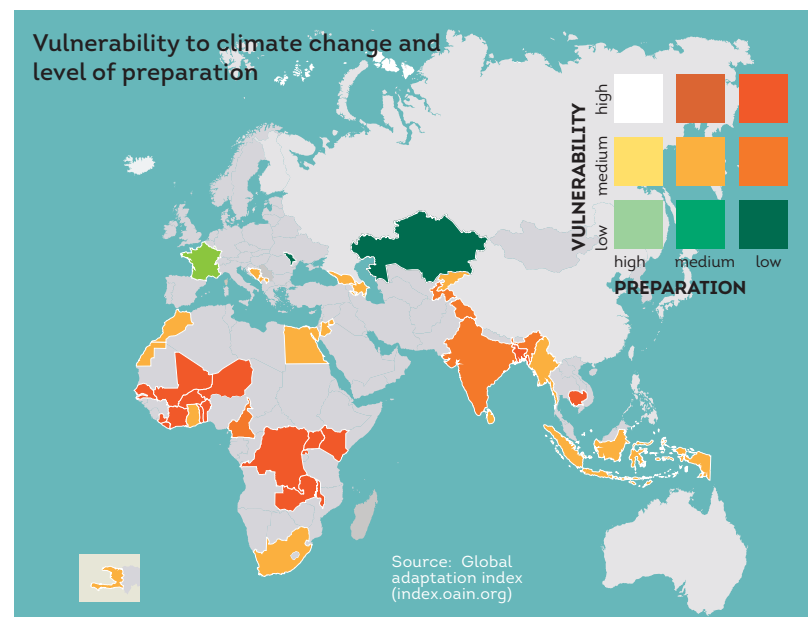 Vulnerability to climate change and
level of preparation
VULNERABILITY
high
medium
low
high medium low
PREPARATION
Source: Global
adaptation index
(index.oain.org)